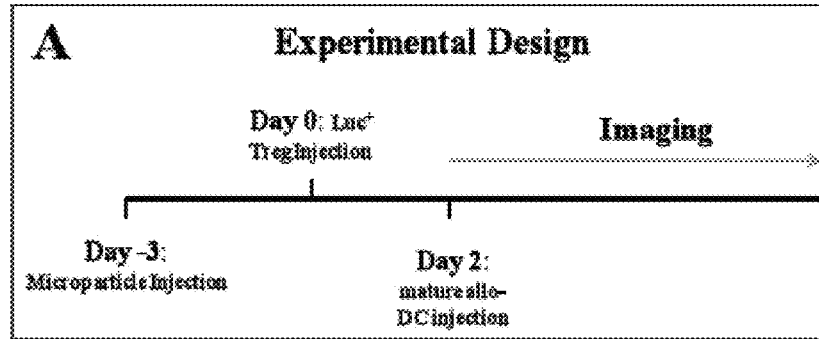 A
Experimental Design
Day 0: Luc+
Treg Injection
Imaging
Day -3:
Microparticle Injection
Day 2:
mature allo-
DC injection